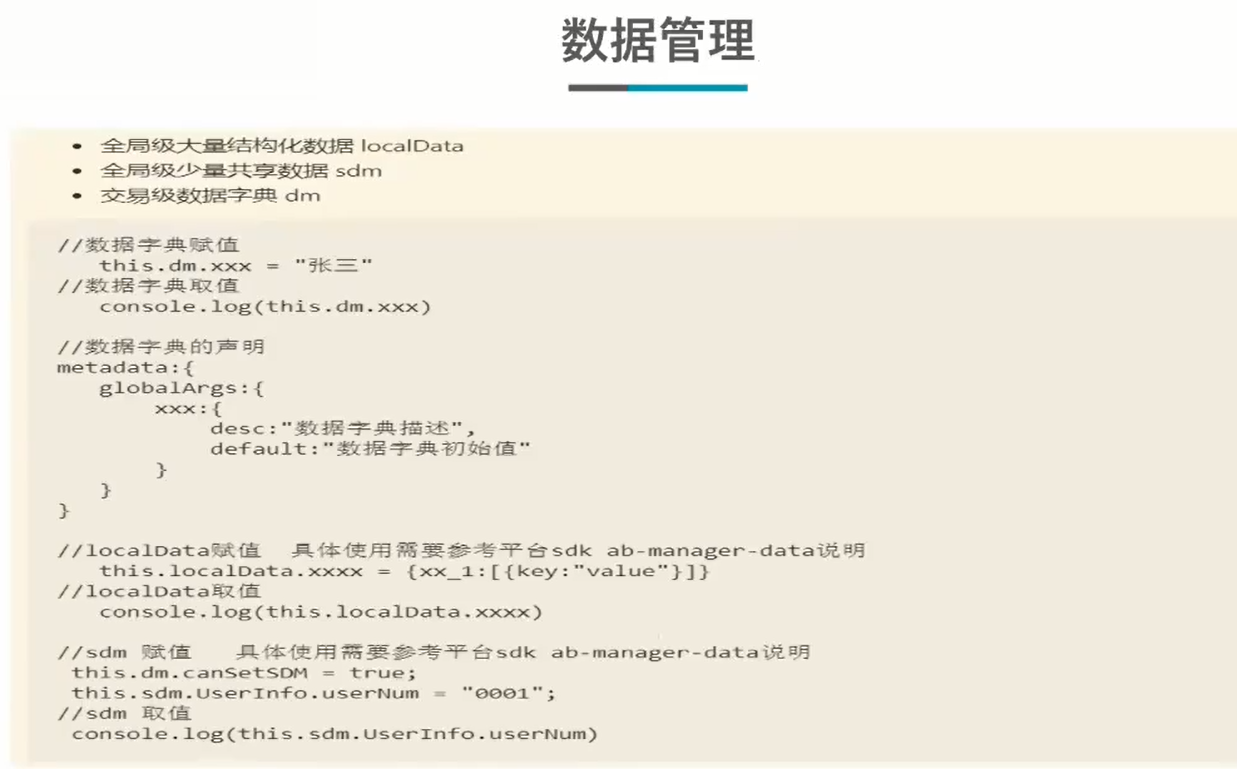 数据管理
• 全局级大量结构化数据 localData
• 全局级少量共享数据 sdm
• 交易级数据字典 dm
//数据字典赋值
this.dm.xxx = "张三"
//数据字典取值
console.log(this.dm.xxx)
//数据字典的声明
metadata:{
globalArgs:{
xxx:{
desc:"数据字典描述",
default:"数据字典初始值"
}
}
}
//localData赋值 具体使用需要参考平台sdk ab-manager-data说明
this.localData.xxxx = {xx_1:[{key:"value"}]}
//localData取值
console.log(this.localData.xxxx)
//sdm 赋值 具体使用需要参考平台sdk ab-manager-data说明
this.dm.canSetSDM = true;
this.sdm.UserInfo.userNum = "0001";
//sdm 取值
console.log(this.sdm.UserInfo.userNum)